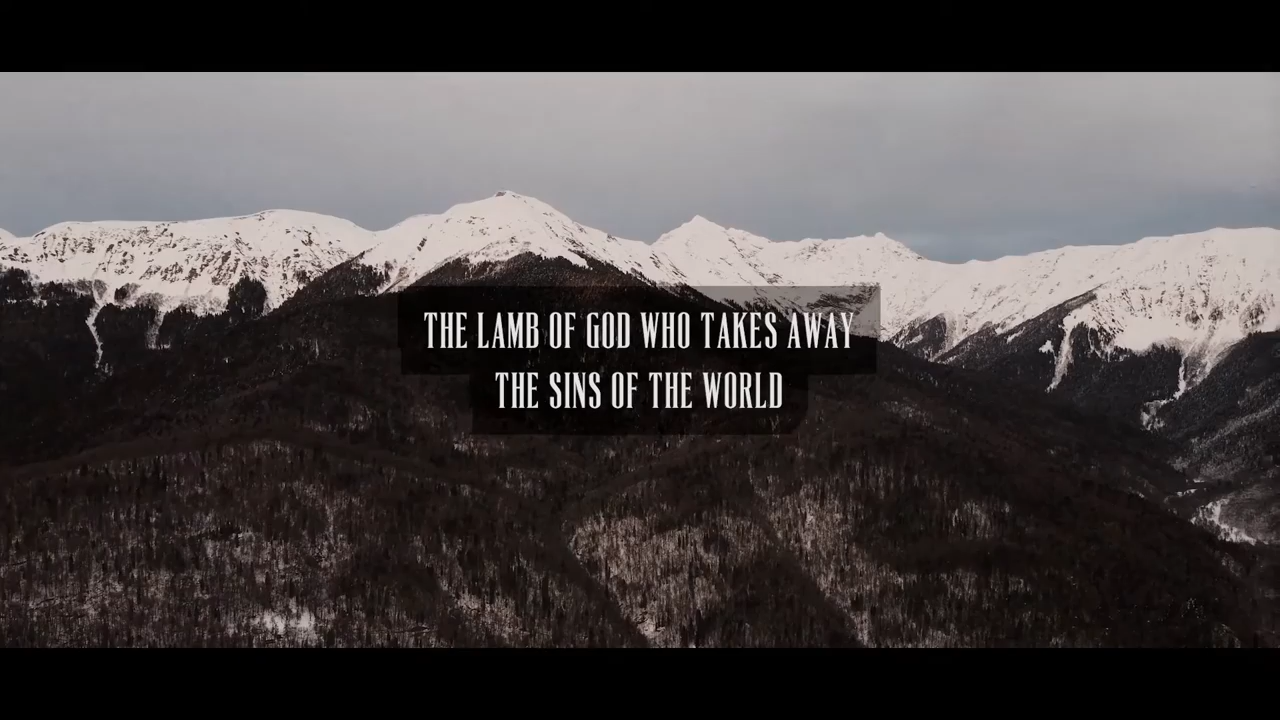 THE LAMB OF GOD WHO TAKES AWAY
THE SINS OF THE WORLD